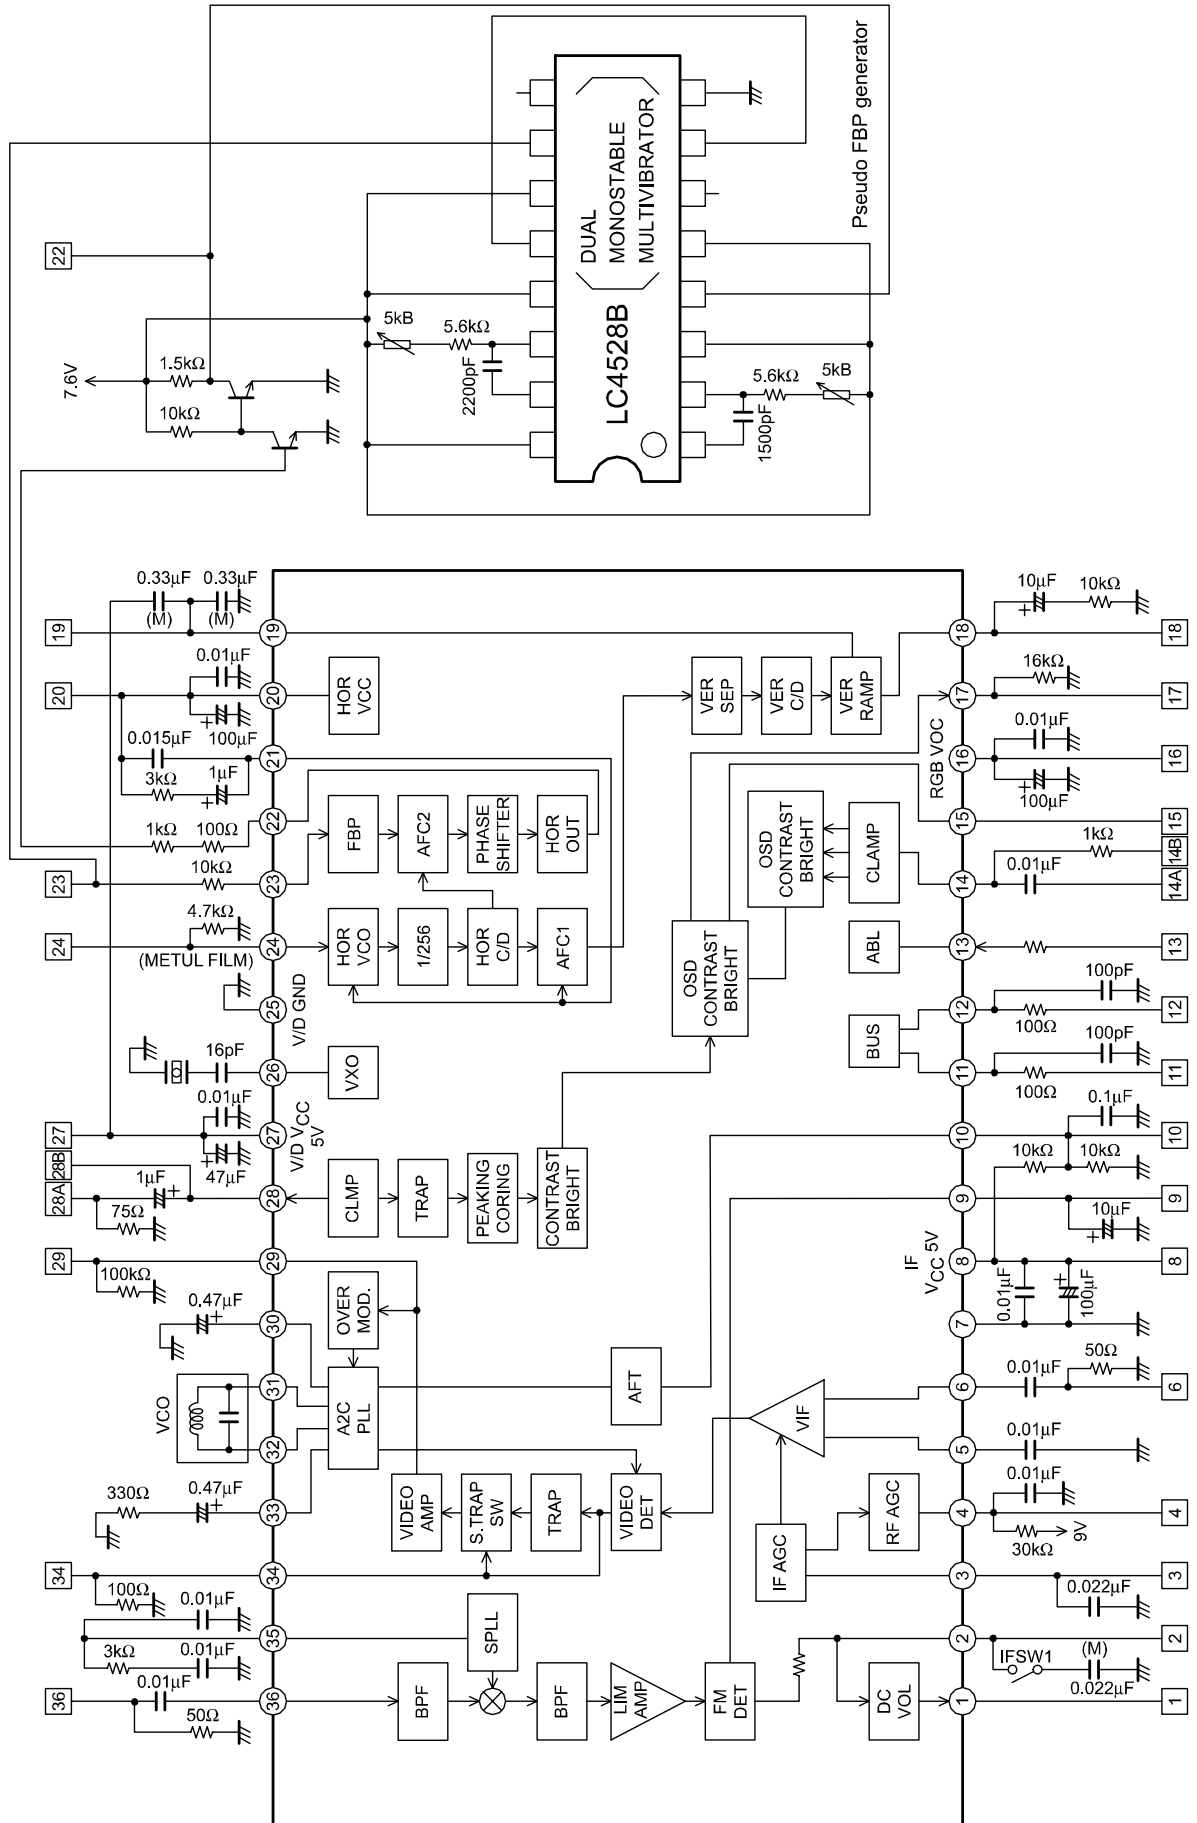 Pseudo FBP generator
DUAL
MONOSTABLE
MULTIVIBRATOR
LC4528B
22
7.6V
1.5kΩ
10kΩ
5kB
5.6kΩ
2200pF
5.6kΩ
5kB
1500pF
0.33µF
(M)
0.33µF
(M)
19
19
20
0.01µF
20
100µF
HOR
VCC
0.015µF
3kΩ
1µF
21
1kΩ
100Ω
22
23
10kΩ
23
24
4.7kΩ
(METUL FILM)
24
25
V/D GND
16pF
26
VXO
27
0.01µF
47µF
27
V/D VCC
5V
28A
28B
1µF
75Ω
28
29
100kΩ
29
0.47µF
30
VCO
31
32
330Ω
0.47µF
33
34
100Ω
34
0.01µF
3kΩ
0.01µF
35
36
0.01µF
50Ω
36
FBP
AFC2
PHASE
SHIFTER
HOR
OUT
HOR
VCO
1/256
HOR
C/D
AFC1
VER
SEP
VER
C/D
VER
RAMP
OSD
CONTRAST
BRIGHT
OSD
CONTRAST
BRIGHT
CLAMP
ABL
BUS
RGB VOC
CLMP
TRAP
PEAKING
CORING
CONTRAST
BRIGHT
OVER
MOD.
A2C
PLL
AFT
VIDEO
AMP
S.TRAP
SW
TRAP
VIDEO
DET
VIF
IF AGC
RF AGC
SPLL
BPF
BPF
LIM
AMP
FM
DET
DC
VOL
IF
VCC 5V
18
10µF
10kΩ
18
17
16kΩ
17
16
0.01µF
100µF
16
15
15
14
0.01µF
1kΩ
14B
14A
13
13
12
100pF
100Ω
12
11
100pF
100Ω
11
10
0.1µF
10kΩ
10kΩ
10
9
10µF
9
8
0.01µF
100µF
8
7
6
0.01µF
50Ω
6
5
0.01µF
4
0.01µF
30kΩ
9V
4
3
0.022µF
3
2
IFSW1
(M)
0.022µF
2
1
1